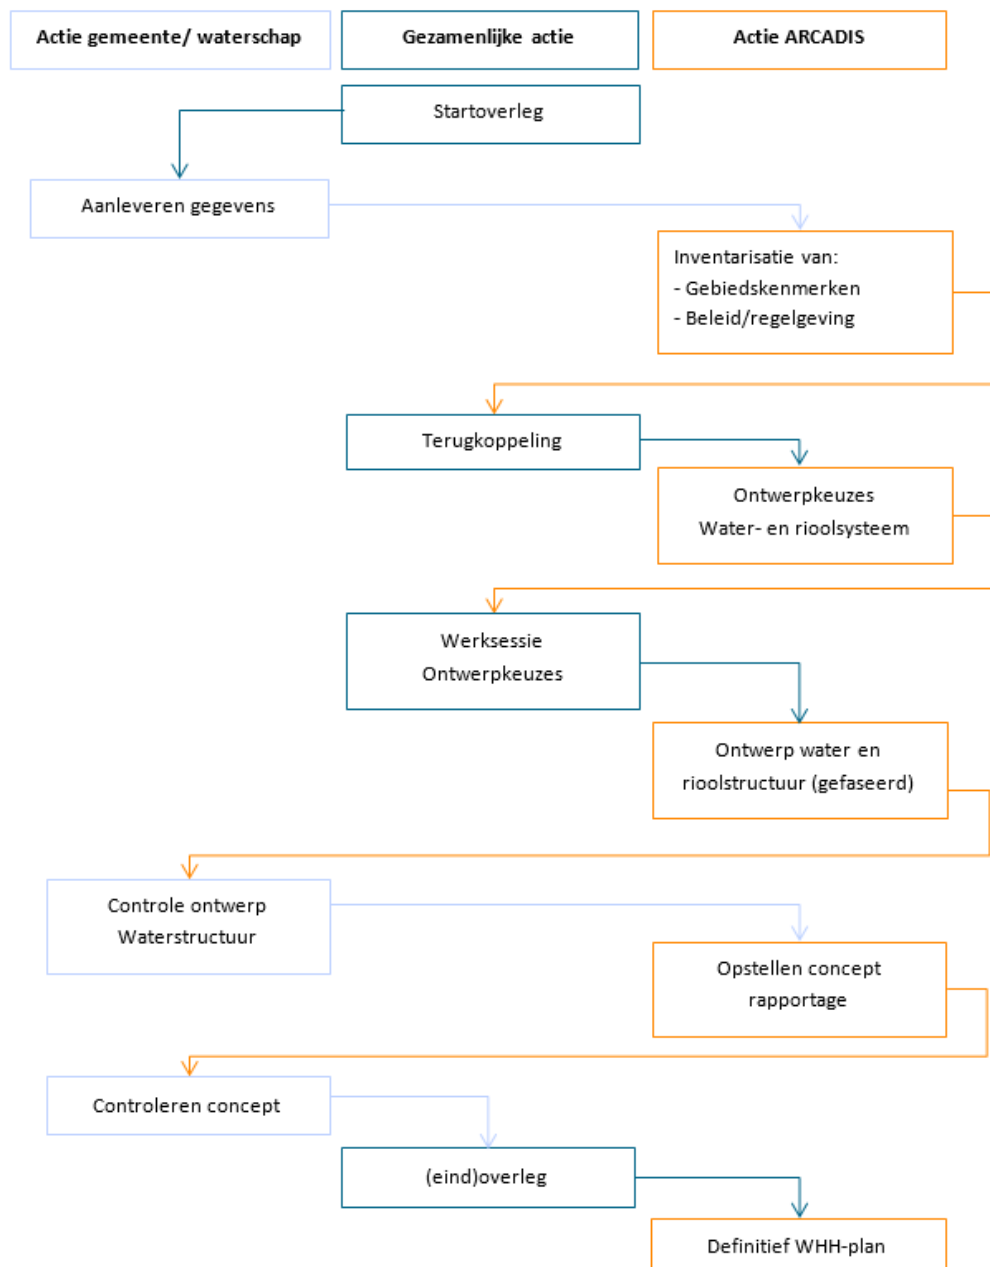 Actie gemeente/ waterschap
Gezamenlijke actie
Actie ARCADIS
Startoverleg
Aanleveren gegevens
Inventarisatie van:
- Gebiedskenmerken
- Beleid/regelgeving
Terugkoppeling
Ontwerpkeuzes
Water- en rioolsysteem
Werksessie
Ontwerpkeuzes
Ontwerp water en
rioolstructuur (gefaseerd)
Controle ontwerp
Waterstructuur
Opstellen concept
rapportage
Controleren concept
(eind)overleg
Definitief WHH-plan